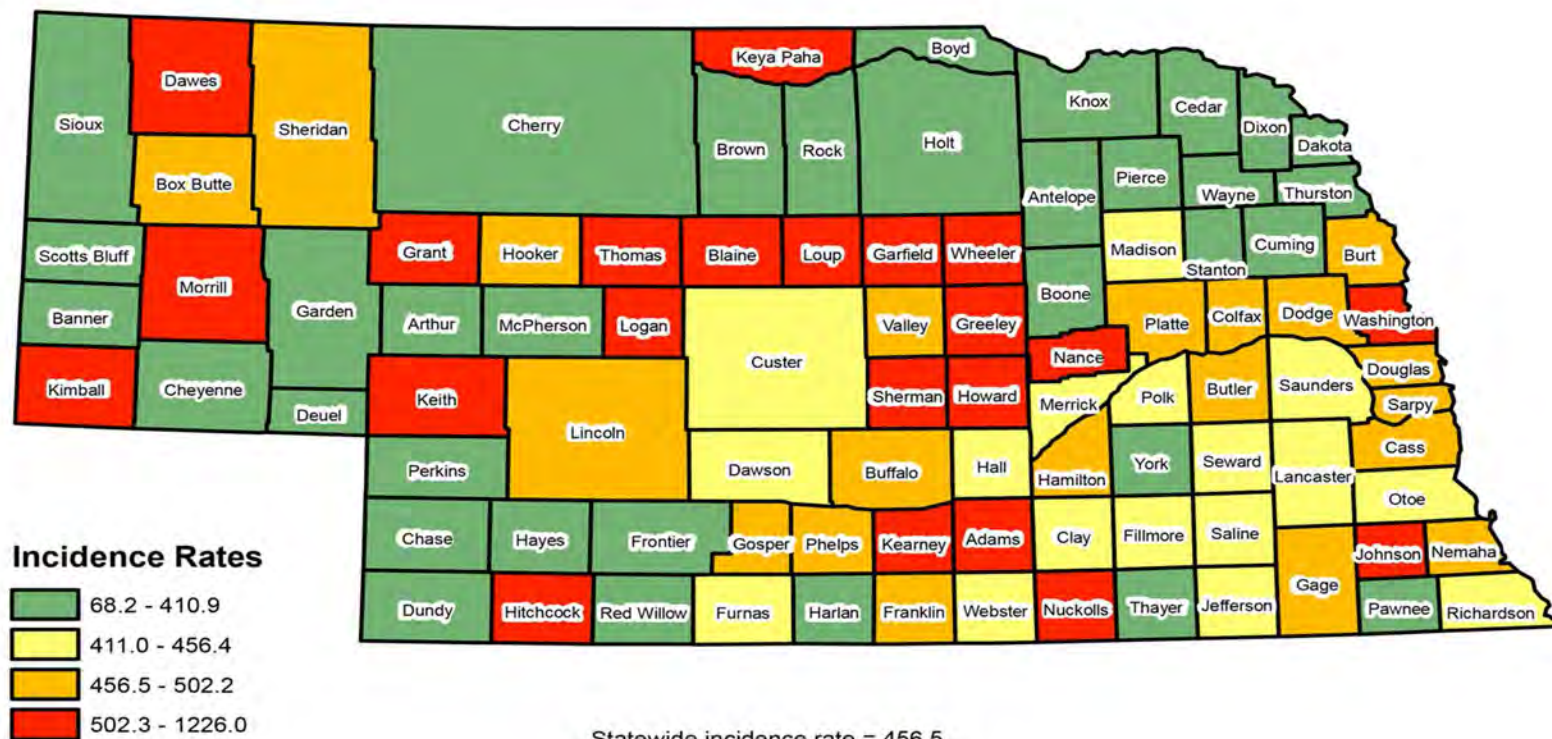 Keya Paha
Boyd
Dawes
Sioux
Sheridan
Cherry
Knox
Cedar
Dixon
Dakota
Brown
Rock
Holt
Box Butte
Antelope
Pierce
Wayne
Thurston
Scotts Bluff
Grant
Hooker
Thomas
Blaine
Loup
Garfield
Wheeler
Madison
Stanton
Cuming
Burt
Morrill
Banner
Garden
Arthur
McPherson
Logan
Custer
Valley
Greeley
Boone
Platte
Colfax
Dodge
Washington
Nance
Kimball
Cheyenne
Deuel
Keith
Lincoln
Sherman
Howard
Merrick
Polk
Butler
Saunders
Douglas
Sarpy
Perkins
Dawson
Buffalo
Hall
Hamilton
York
Seward
Lancaster
Cass
Otoe
Chase
Hayes
Frontier
Gosper
Phelps
Kearney
Adams
Clay
Fillmore
Saline
Gage
Johnson
Nemaha
Dundy
Hitchcock
Red Willow
Furnas
Harlan
Franklin
Webster
Nuckolls
Thayer
Jefferson
Pawnee
Richardson
Incidence Rates
68.2 - 410.9
411.0 - 456.4
456.5 - 502.2
502.3 - 1226.0
Statewide incidence rate = 456.5